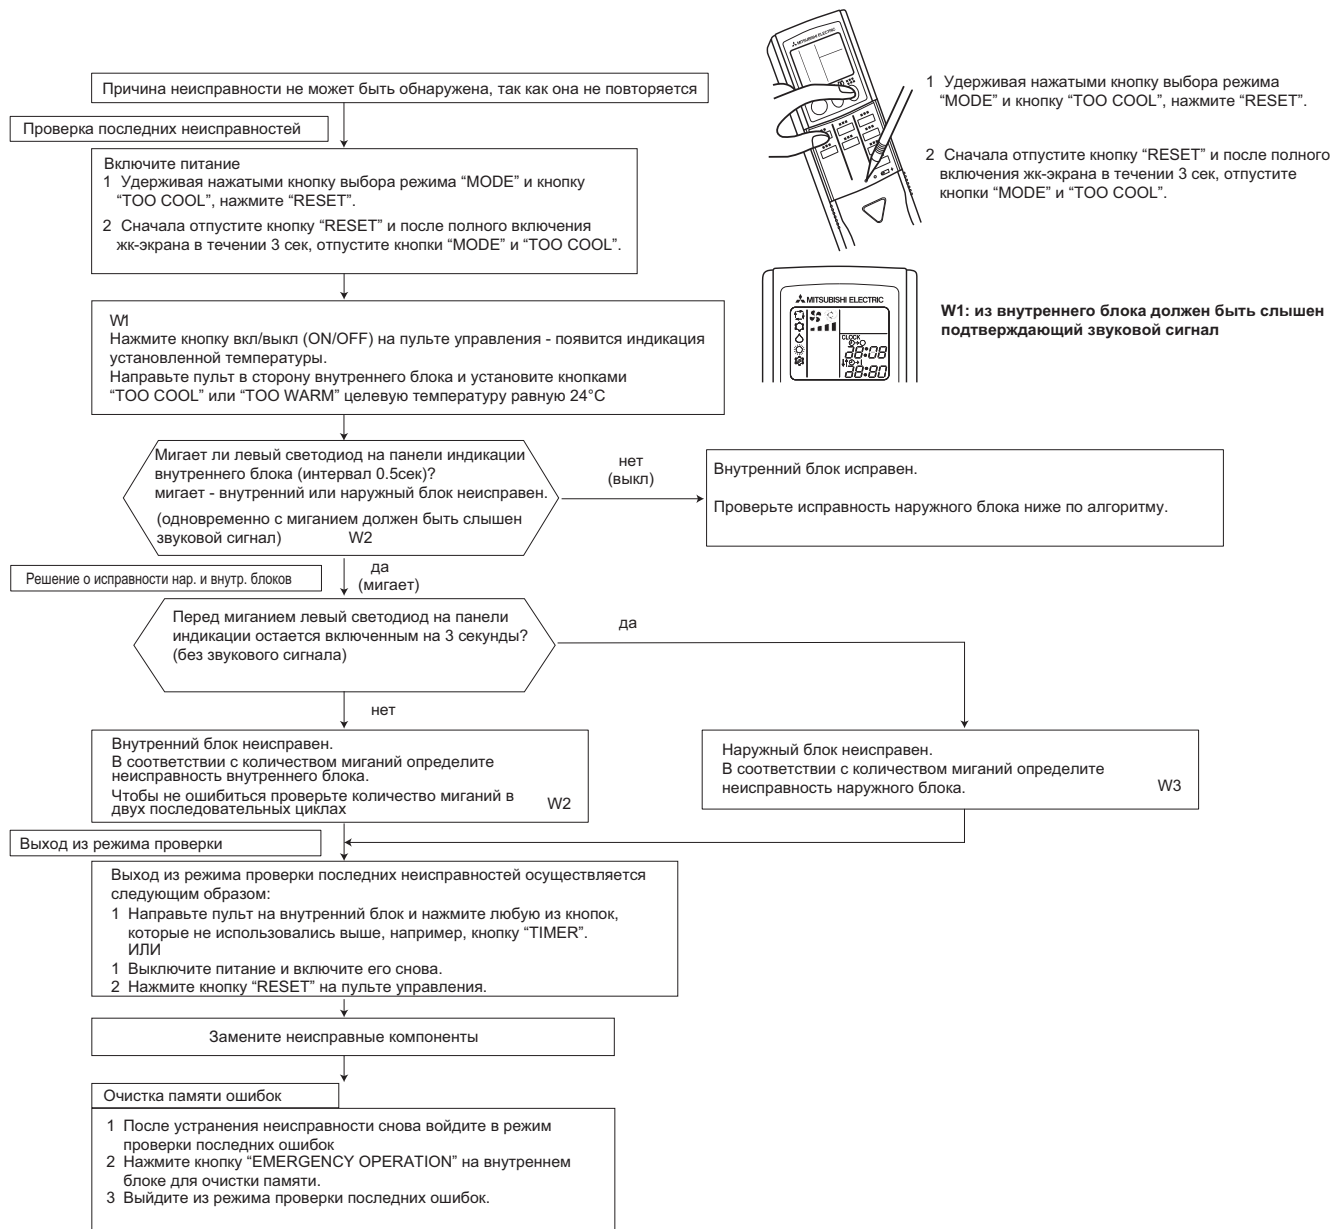 Причина неисправности не может быть обнаружена, так как она не повторяется
Проверка последних неисправностей
Включите питание
1 Удерживая нажатыми кнопку выбора режима “MODE” и кнопку
“TOO COOL”, нажмите “RESET”.
2 Сначала отпустите кнопку “RESET” и после полного включения
жк-экрана в течении 3 сек, отпустите кнопки “MODE” и “TOO COOL”.
MITSUBISHI ELECTRIC
1 Удерживая нажатыми кнопку выбора режима
“MODE” и кнопку “TOO COOL”, нажмите “RESET”.
2 Сначала отпустите кнопку “RESET” и после полного
включения жк-экрана в течении 3 сек, отпустите
кнопки “MODE” и “TOO COOL”.
MITSUBISHI ELECTRIC
CLOCK
88:08
88:80
W1: из внутреннего блока должен быть слышен
подтверждающий звуковой сигнал
W1
Нажмите кнопку вкл/выкл (ON/OFF) на пульте управления - появится индикация
установленной температуры.
Направьте пульт в сторону внутреннего блока и установите кнопками
“TOO COOL” или “TOO WARM” целевую температуру равную 24°C
Мигает ли левый светодиод на панели индикации
внутреннего блока (интервал 0.5сек)?
мигает - внутренний или наружный блок неисправен.
(одновременно с миганием должен быть слышен
звуковой сигнал) W2
нет
(выкл)
Внутренний блок исправен.
Проверьте исправность наружного блока ниже по алгоритму.
Решение о исправности нар. и внутр. блоков
да
(мигает)
Перед миганием левый светодиод на панели
индикации остается включенным на 3 секунды?
(без звукового сигнала)
да
нет
Внутренний блок неисправен.
В соответствии с количеством миганий определите
неисправность внутреннего блока.
Чтобы не ошибиться проверьте количество миганий в
двух последовательных циклах W2
Наружный блок неисправен.
В соответствии с количеством миганий определите
неисправность наружного блока. W3
Выход из режима проверки
Выход из режима проверки последних неисправностей осуществляется
следующим образом:
1 Направьте пульт на внутренний блок и нажмите любую из кнопок,
которые не использовались выше, например, кнопку “TIMER”.
ИЛИ
1 Выключите питание и включите его снова.
2 Нажмите кнопку “RESET” на пульте управления.
Замените неисправные компоненты
Очистка памяти ошибок
1 После устранения неисправности снова войдите в режим
проверки последних ошибок
2 Нажмите кнопку “EMERGENCY OPERATION” на внутреннем
блоке для очистки памяти.
3 Выйдите из режима проверки последних ошибок.